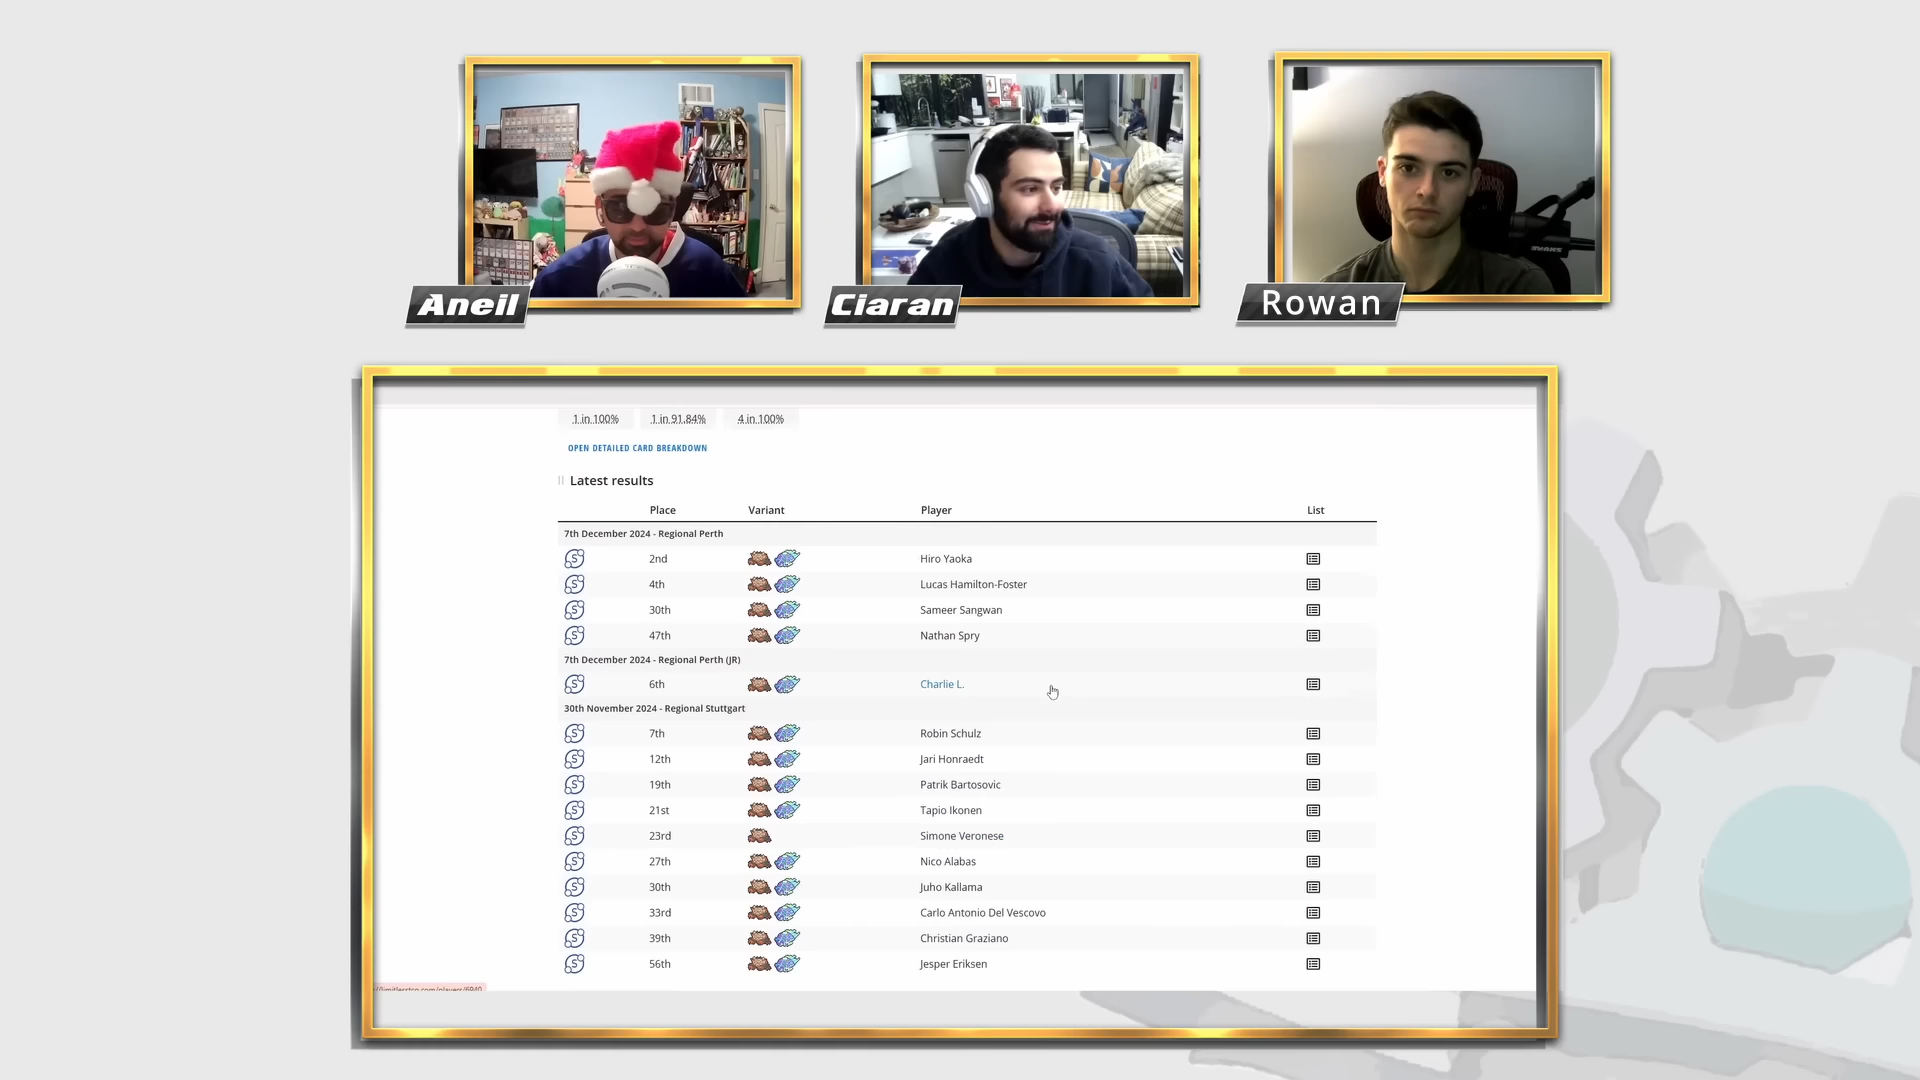 Aneil
Ciaran
Rowan
1 in 100% 1 in 91.84% 4 in 100%
OPEN DETAILED CARD BREAKDOWN
Latest results
Place Variant Player List
7th December 2024 - Regional Perth
2nd Hiro Yaoka
4th Lucas Hamilton-Foster
30th Sameer Sangwan
47th Nathan Spry
7th December 2024 - Regional Perth (JR)
6th Charlie L.
30th November 2024 - Regional Stuttgart
7th Robin Schulz
12th Jari Honraedt
19th Patrik Bartosovic
21st Tapio Ikonen
23rd Simone Veronese
27th Nico Alabas
30th Juho Kallama
33rd Carlo Antonio Del Vescovo
39th Christian Graziano
56th Jesper Eriksen